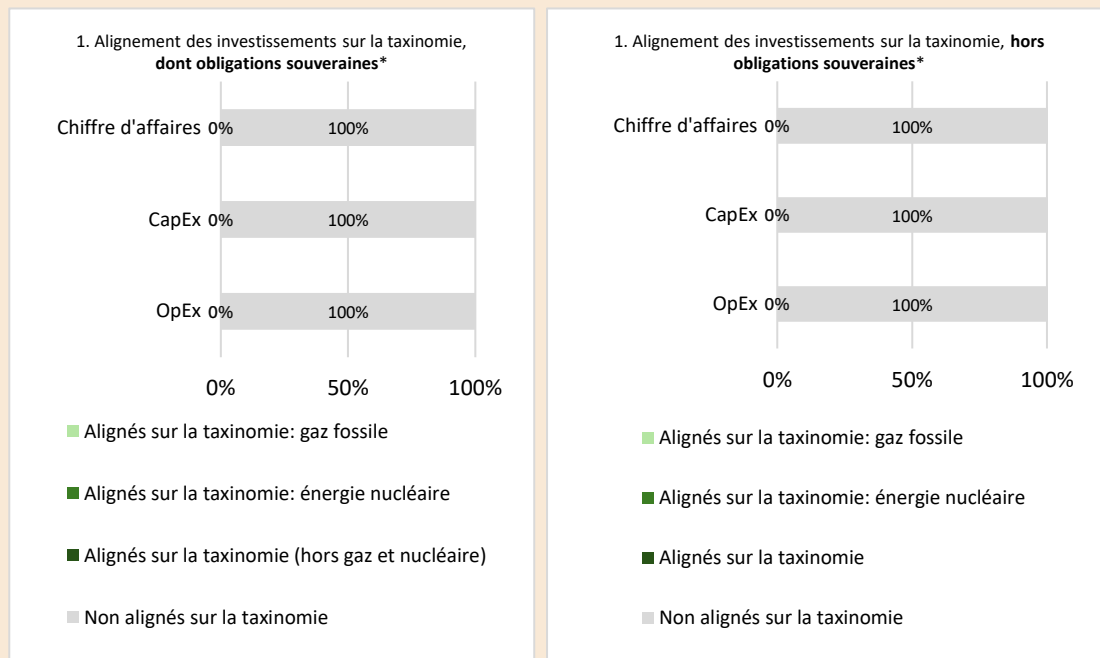 1. Alignement des investissements sur la taxinomie,
dont obligations souveraines*
Chiffre d'affaires 0% 100%
CapEx 0% 100%
OpEx 0% 100%
0% 50% 100%
Alignés sur la taxinomie: gaz fossile
Alignés sur la taxinomie: énergie nucléaire
Alignés sur la taxinomie (hors gaz et nucléaire)
Non alignés sur la taxinomie
1. Alignement des investissements sur la taxinomie, hors
obligations souveraines*
Chiffre d'affaires 0% 100%
CapEx 0% 100%
OpEx 0% 100%
0% 50% 100%
Alignés sur la taxinomie: gaz fossile
Alignés sur la taxinomie: énergie nucléaire
Alignés sur la taxinomie
Non alignés sur la taxinomie